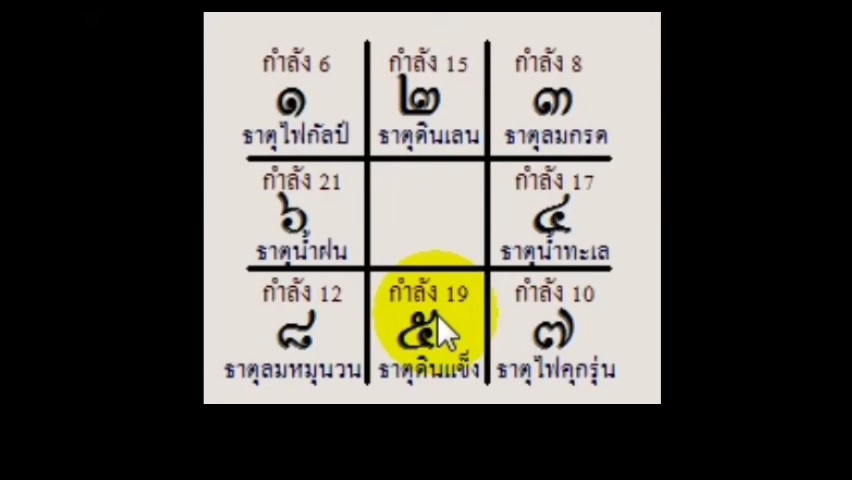 กำลัง 6 กำลัง 15 กำลัง 8
๑ ๒ ๓
ธาตุไฟกัลป์ ธาตุดินเลน ธาตุลมกรด
กำลัง 21 กำลัง 17
๖ ๔
ธาตุน้ำฝน ธาตุน้ำทะเล
กำลัง 12 กำลัง 19 กำลัง 10
๘ ๕ ๗
ธาตุลมหมุนวน ธาตุดินแข็ง ธาตุไฟคุกรุ่น